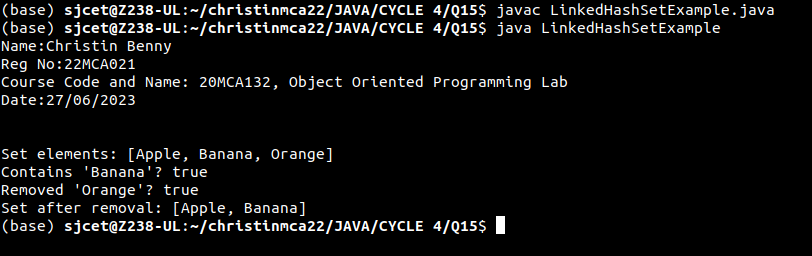 (base) sjcet@Z238-UL:~/christinmca22/JAVA/CYCLE 4/Q15$ javac LinkedHashSetExample.java
(base) sjcet@Z238-UL:~/christinmca22/JAVA/CYCLE 4/Q15$ java LinkedHashSetExample
Name:Christin Benny
Reg No:22MCA021
Course Code and Name: 20MCA132, Object Oriented Programming Lab
Date:27/06/2023
Set elements: [Apple, Banana, Orange]
Contains 'Banana'? true
Removed 'Orange'? true
Set after removal: [Apple, Banana]
(base) sjcet@Z238-UL:~/christinmca22/JAVA/CYCLE 4/Q15$